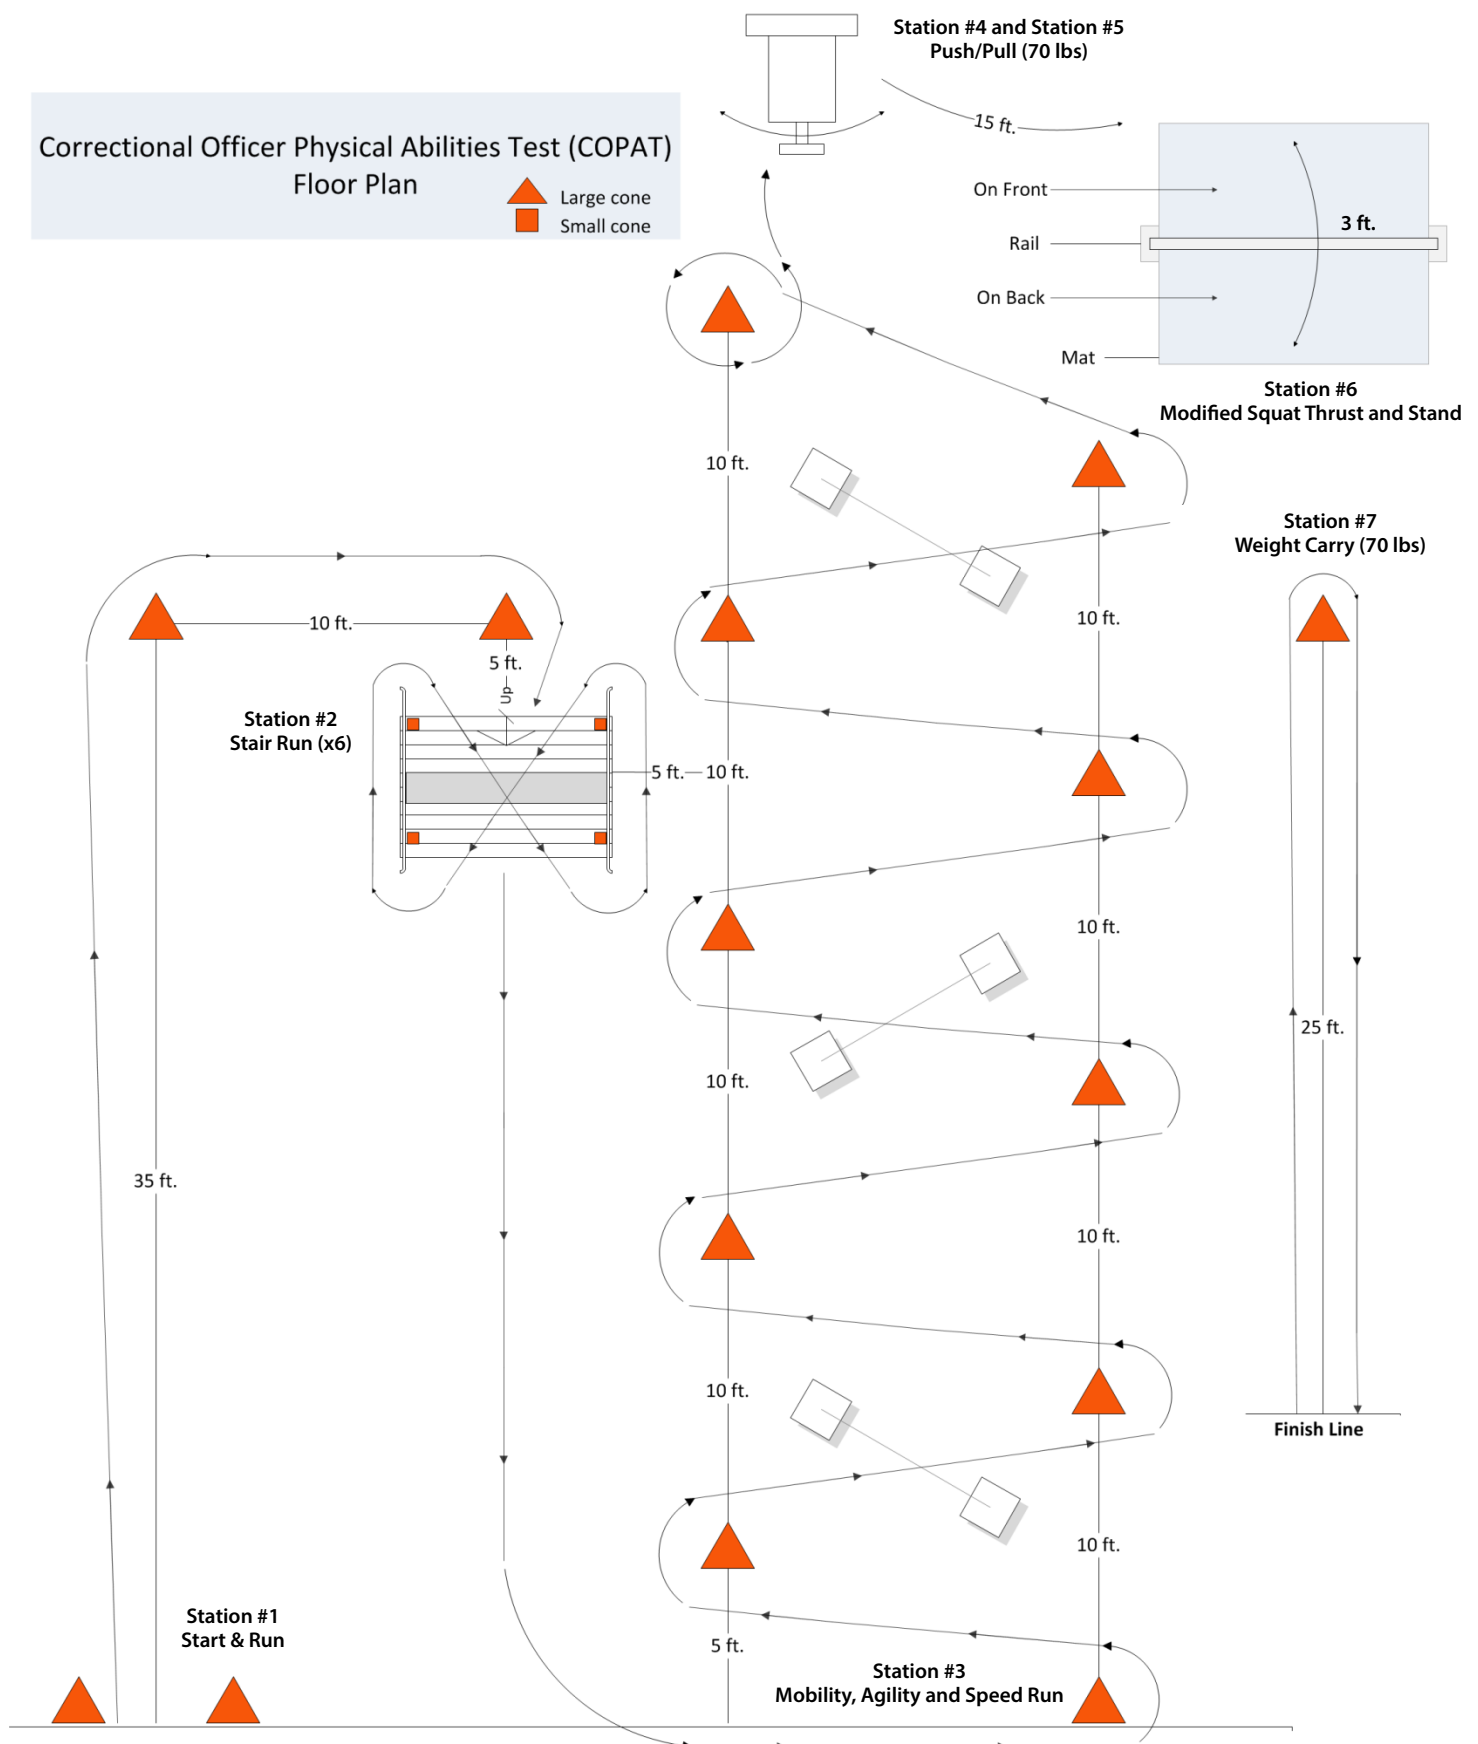 Station #4 and Station #5
Push/Pull (70 lbs)
15 ft.
Correctional Officer Physical Abilities Test (COPAT)
Floor Plan
Large cone
Small cone
On Front
3 ft.
Rail
On Back
Mat
Station #6
Modified Squat Thrust and Stand
10 ft.
Station #7
Weight Carry (70 lbs)
10 ft.
10 ft.
5 ft.
Up
Station #2
Stair Run (x6)
5 ft.
10 ft.
10 ft.
25 ft.
10 ft.
35 ft.
10 ft.
10 ft.
Finish Line
10 ft.
Station #1
Start & Run
5 ft.
Station #3
Mobility, Agility and Speed Run